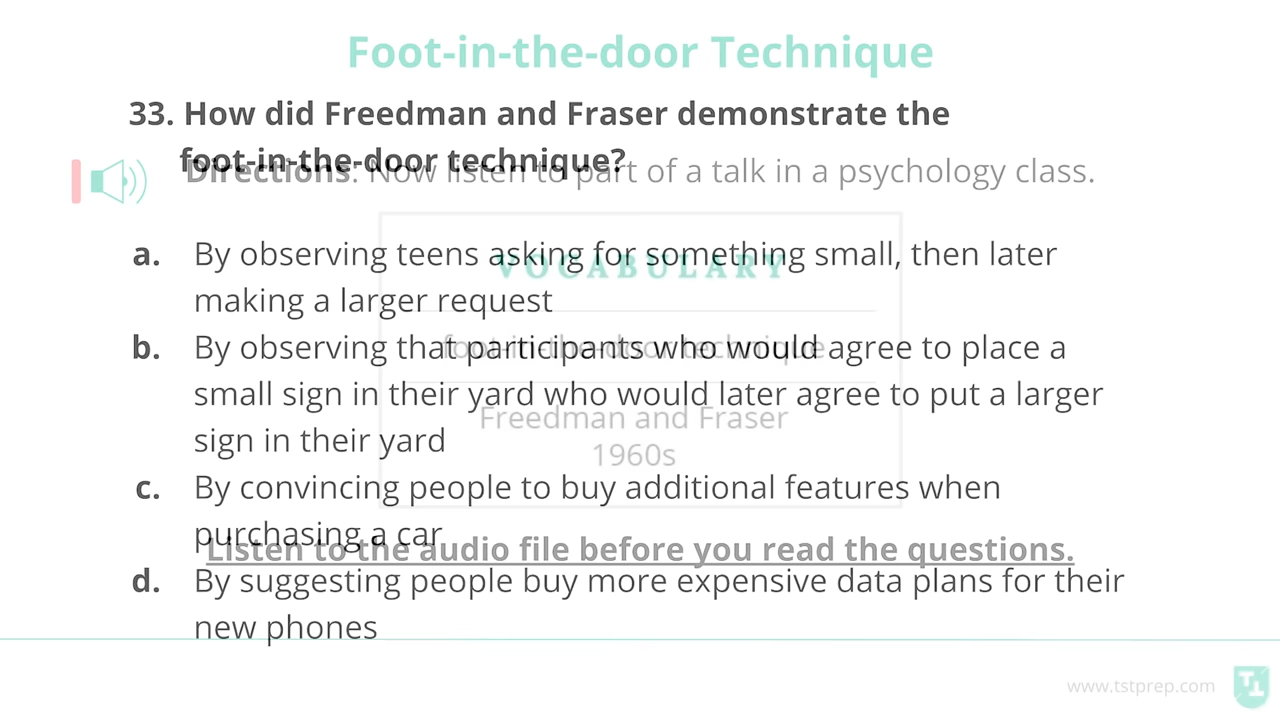 Foot-in-the-door Technique
33. How did Freedman and Fraser demonstrate the
foot-in-the-door technique?
Directions: Now listen to part of a talk in a psychology class.
a. By observing teens asking for something small, then later
making a larger request
VOCABULARY
b. By observing that participants who would agree to place a
foot-in-the-door technique
small sign in their yard who would later agree to put a larger
Freedman and Fraser
sign in their yard
1960s
c. By convincing people to buy additional features when
purchasing a car
Listen to the audio file before you read the questions.
d. By suggesting people buy more expensive data plans for their
new phones
www.tstprep.com